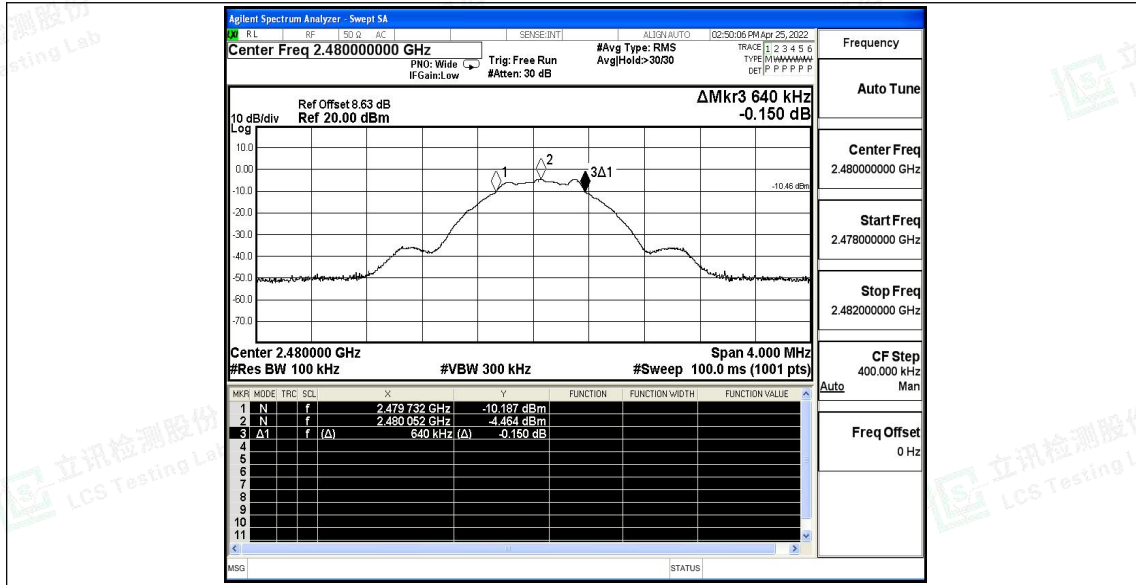 Agilent Spectrum Analyzer - Swept SA
LXI RL RF 50 Ω AC SENSE:INT ALIGN AUTO 02:50:06 PM Apr 25, 2022
Center Freq 2.480000000 GHz
PNO: Wide
IFGain:Low
Trig: Free Run
#Atten: 30 dB
#Avg Type: RMS
Avg|Hold:>30/30
TRACE 1 2 3 4 5 6
TYPE M W W W W W
DET P P P P P P
ΔMkr3 640 kHz
-0.150 dB
Ref Offset 8.63 dB
10 dB/div Ref 20.00 dBm
Log
10.0
0.00
-10.0
-20.0
-30.0
-40.0
-50.0
-60.0
-70.0
1
2
3Δ1
-10.46 dBm
Center 2.480000 GHz Span 4.000 MHz
#Res BW 100 kHz #VBW 300 kHz #Sweep 100.0 ms (1001 pts)
MKR MODE TRC SCL X Y FUNCTION FUNCTION WIDTH FUNCTION VALUE
1 N f 2.479 732 GHz -10.187 dBm
2 N f 2.480 052 GHz -4.464 dBm
3 Δ1 f (Δ) 640 kHz (Δ) -0.150 dB
4
5
6
7
8
9
10
11
MSG STATUS
Frequency
Auto Tune
Center Freq
2.480000000 GHz
Start Freq
2.478000000 GHz
Stop Freq
2.482000000 GHz
CF Step
400.000 kHz
Auto Man
Freq Offset
0 Hz
立讯检测股份
LCS Testing Lab
立讯检测股份
LCS Testing L